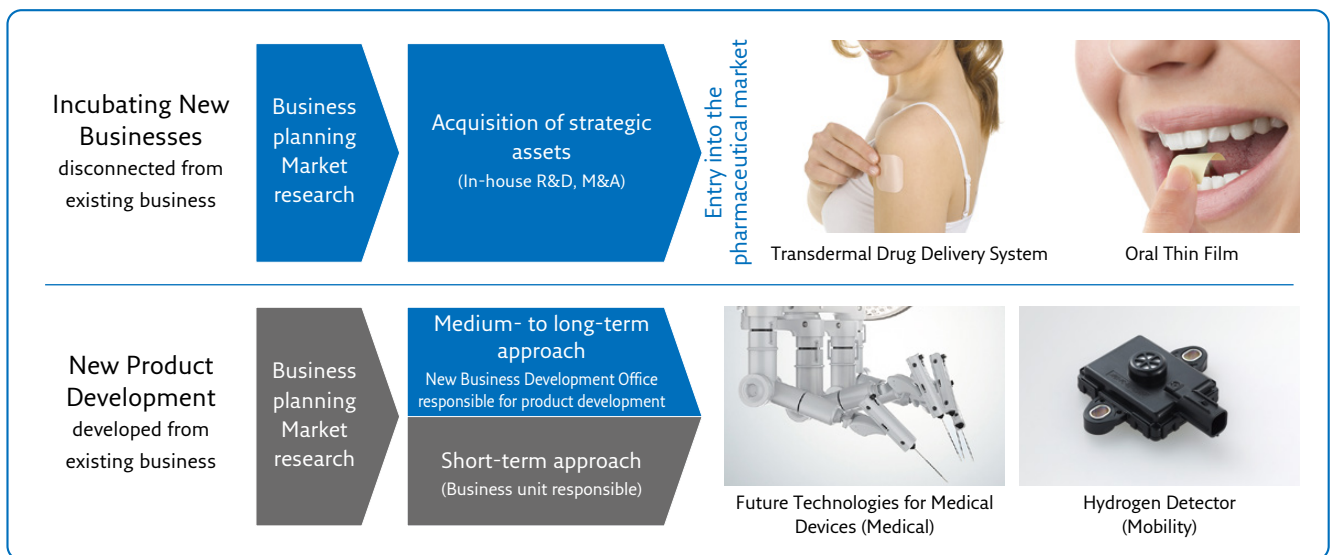 Incubating New
Businesses
disconnected from
existing business
Business
planning
Market
research
Acquisition of strategic
assets
(In-house R&D, M&A)
Entry into the
pharmaceutical market
Transdermal Drug Delivery System
Oral Thin Film
New Product
Development
developed from
existing business
Business
planning
Market
research
Medium- to long-term
approach
New Business Development Office
responsible for product development
Short-term approach
(Business unit responsible)
Future Technologies for Medical
Devices (Medical)
Hydrogen Detector
(Mobility)